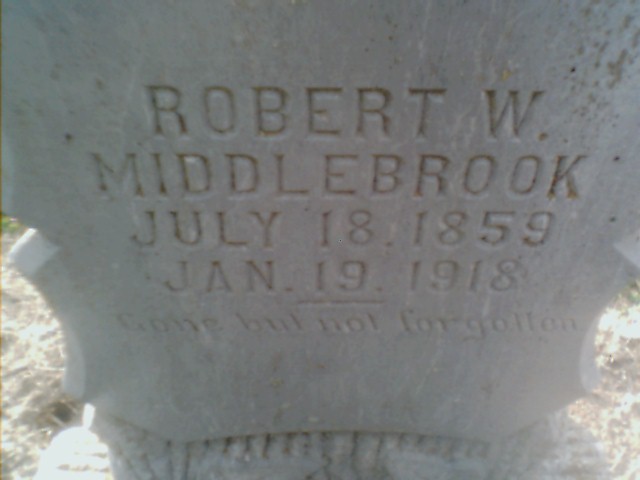 ROBERT W.
MIDDLEBROOK
JULY 18, 1859
JAN. 19. 1918
Gone but not forgotten